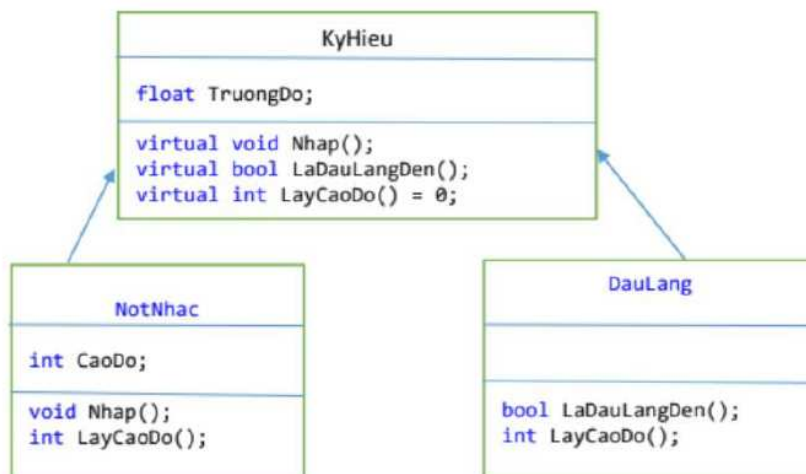 KyHieu
float TruongDo;
virtual void Nhap();
virtual bool LaDauLangDen();
virtual int LayCaoDo() = 0;
NotNhac
int CaoDo;
void Nhap();
int LayCaoDo();
DauLang
bool LaDauLangDen();
int LayCaoDo();